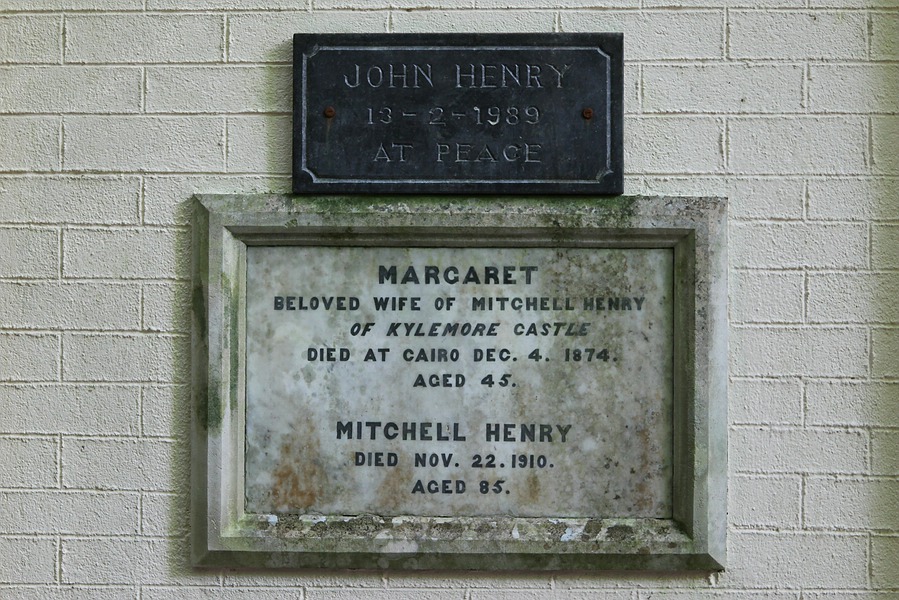 JOHN HENRY
13-2-1989
AT PEACE
MARGARET
BELOVED WIFE OF MITCHELL HENRY
OF KYLEMORE CASTLE
DIED AT CAIRO DEC. 4. 1874.
AGED 45.
MITCHELL HENRY
DIED NOV. 22. 1910.
AGED 85.